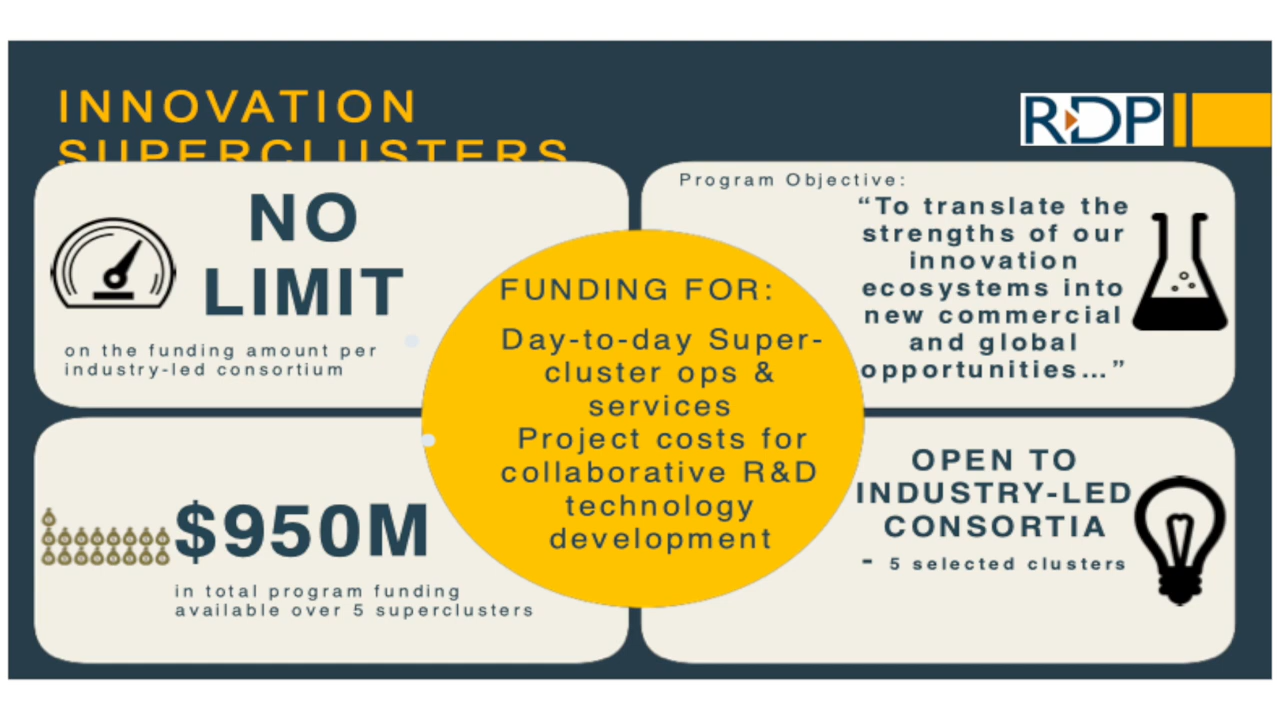 INNOVATION
SUPERCLUSTERS
RDP
NO
LIMIT
on the funding amount per
industry-led consortium
Program Objective:
“To translate the
strengths of our
innovation
ecosystems into
new commercial
and global
opportunities...”
FUNDING FOR:
Day-to-day Super-
cluster ops &
services
Project costs for
collaborative R&D
technology
development
$950M
in total program funding
available over 5 superclusters
OPEN TO
INDUSTRY-LED
CONSORTIA
- 5 selected clusters